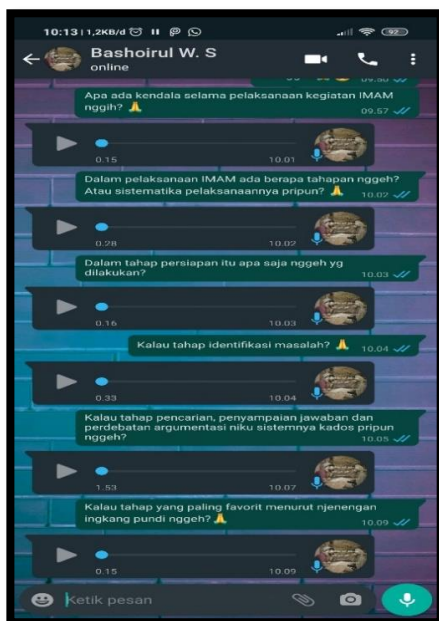 10:13 | 1,2KB/d
92
Bashoirul W. S
online
09.50
Apa ada kendala selama pelaksanaan kegiatan IMAM
nggih? 🙏 09.57
0.15 10.01
Dalam pelaksanaan IMAM ada berapa tahapan nggeh?
Atau sistematika pelaksanaannya pripun? 🙏 10.02
0.28 10.02
Dalam tahap persiapan itu apa saja nggeh yg
dilakukan? 10.03
0.16 10.03
Kalau tahap identifikasi masalah? 🙏 10.04
0.33 10.04
Kalau tahap pencarian, penyampaian jawaban dan
perdebatan argumentasi niku sistemnya kados pripun
nggeh? 10.05
1.53 10.07
Kalau tahap yang paling favorit menurut njenengan
ingkang pundi nggeh? 🙏 10.09
0.15 10.09
Ketik pesan